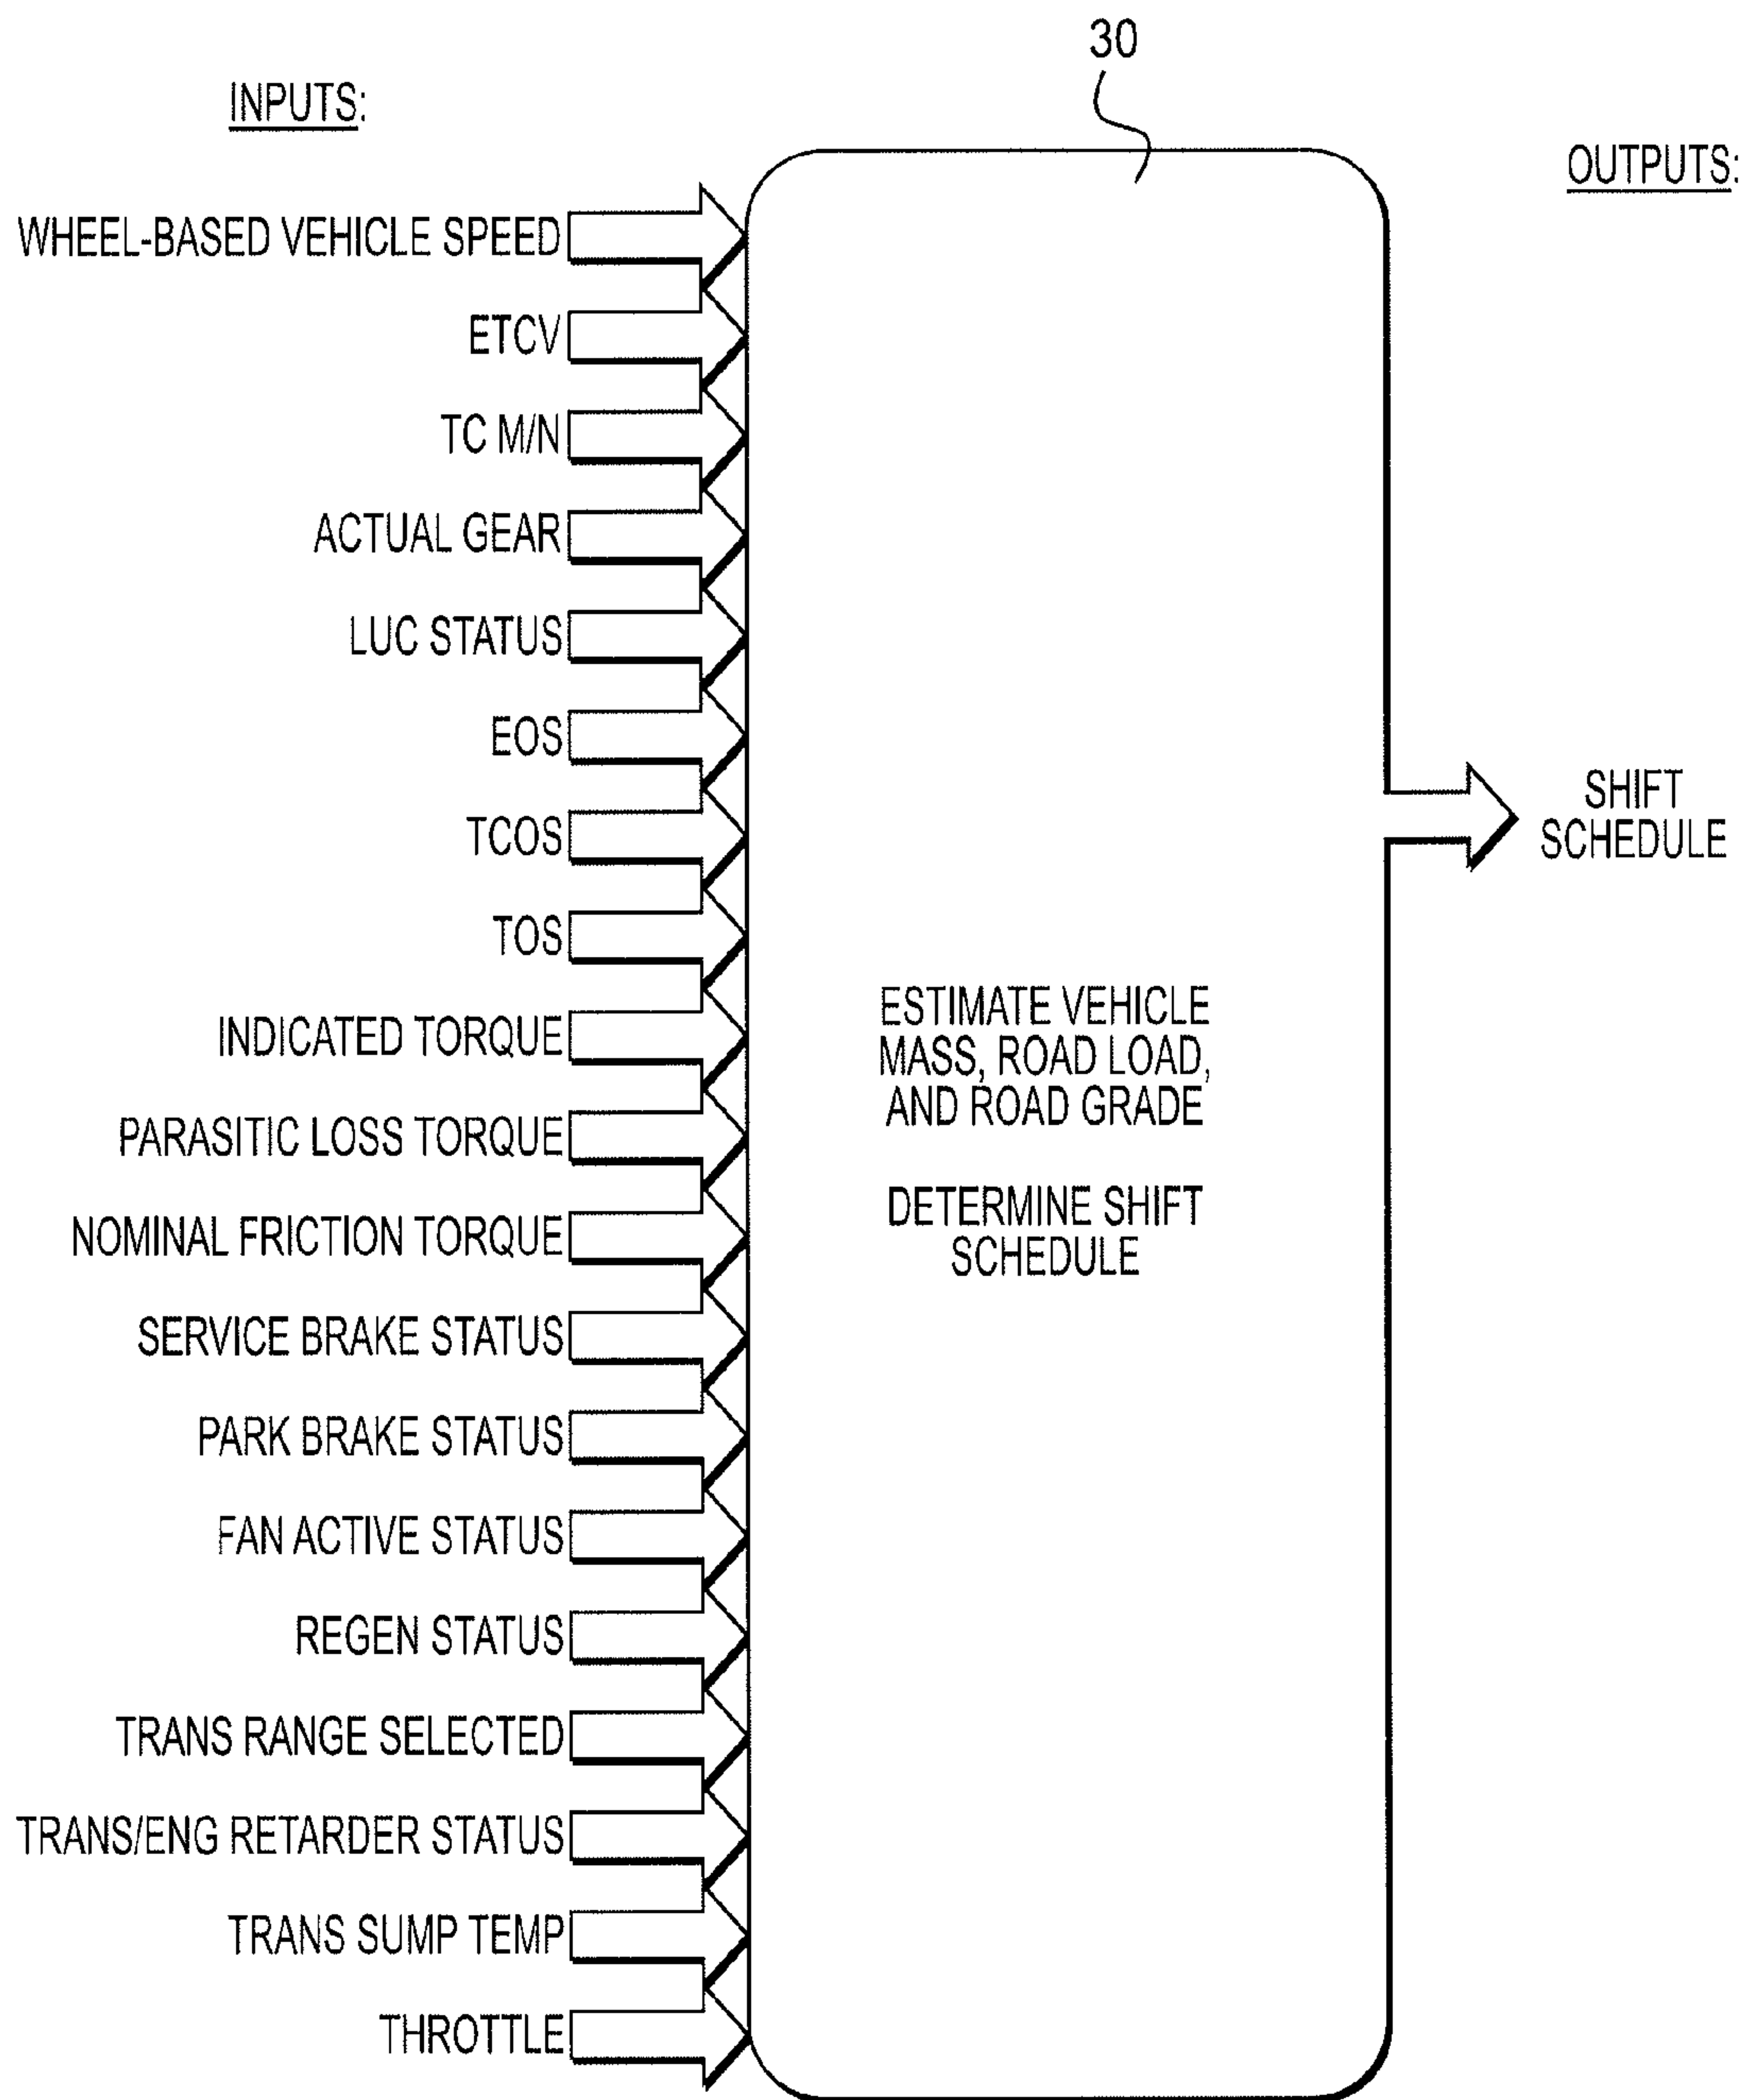 30
INPUTS:
OUTPUTS:
WHEEL-BASED VEHICLE SPEED
ETCV
TC M/N
ACTUAL GEAR
LUC STATUS
EOS
TCOS
TOS
INDICATED TORQUE
PARASITIC LOSS TORQUE
NOMINAL FRICTION TORQUE
SERVICE BRAKE STATUS
PARK BRAKE STATUS
FAN ACTIVE STATUS
REGEN STATUS
TRANS RANGE SELECTED
TRANS/ENG RETARDER STATUS
TRANS SUMP TEMP
THROTTLE
ESTIMATE VEHICLE
MASS, ROAD LOAD,
AND ROAD GRADE
DETERMINE SHIFT
SCHEDULE
SHIFT
SCHEDULE